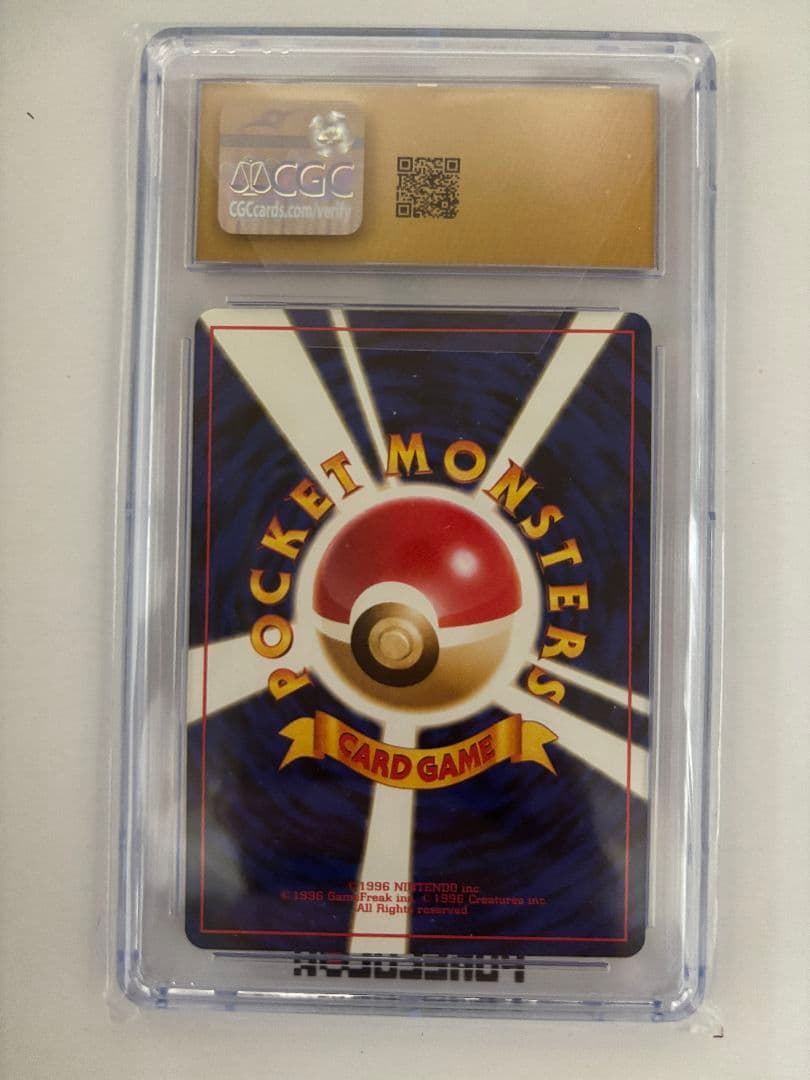 CGC
CGCcards.com/verify
POCKET MONSTERS
CARD GAME
©1996 NINTENDO inc.
©1996 GameFreak inc. ©1996 Creatures inc.
All Rights reserved